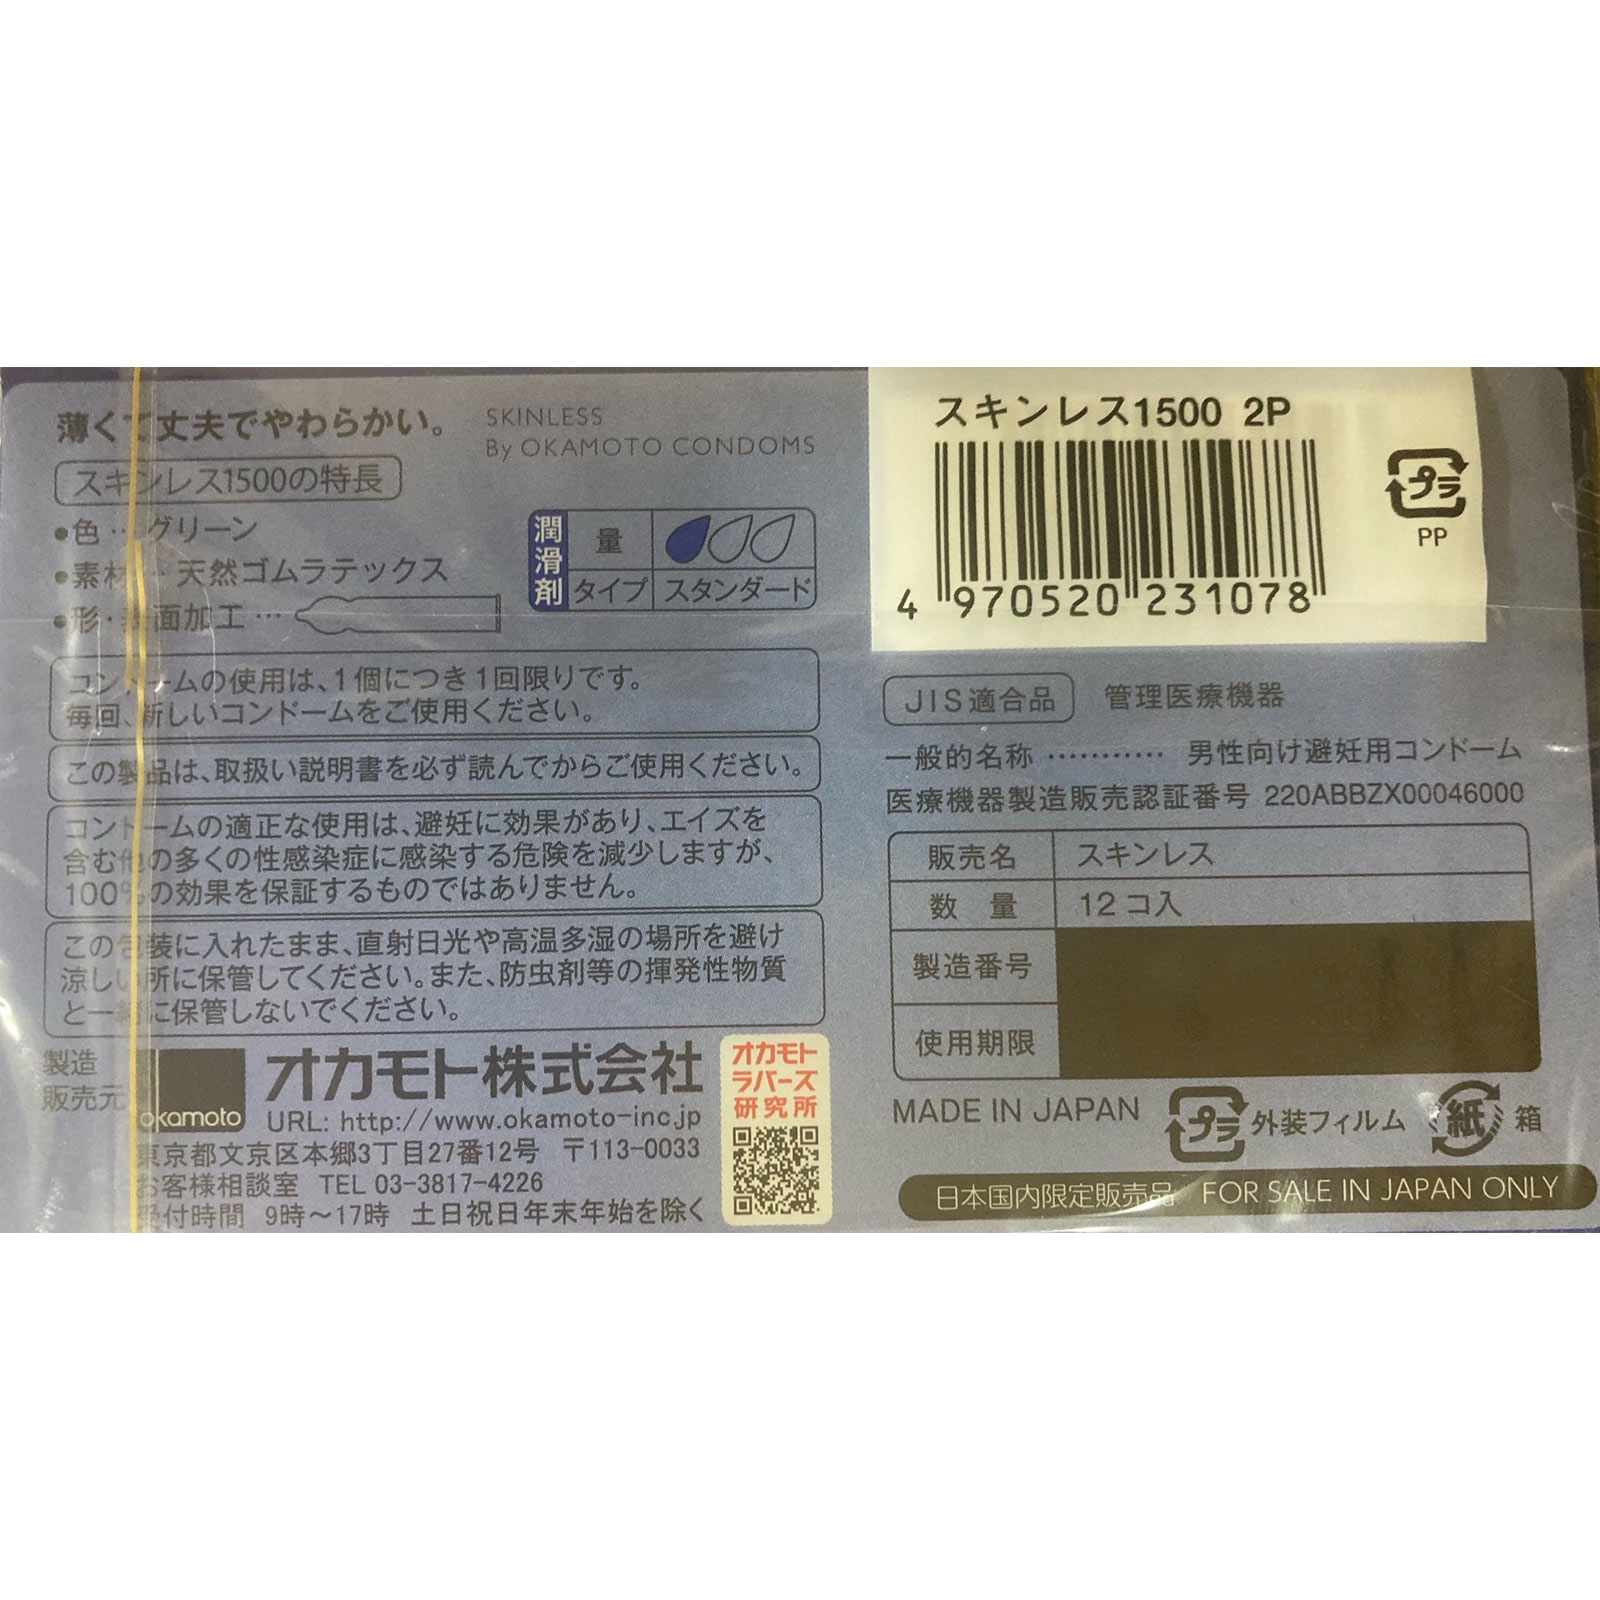 薄くて丈夫でやわらかい。
SKINLESS
By OKAMOTO CONDOMS
スキンレス1500の特長
•色… グリーン
•素材… 天然ゴムラテックス
•形・表面加工…
潤滑剤
量
タイプ スタンダード
コンドームの使用は、1個につき1回限りです。
毎回、新しいコンドームをご使用ください。
この製品は、取扱い説明書を必ず読んでからご使用ください。
コンドームの適正な使用は、避妊に効果があり、エイズを
含む他の多くの性感染症に感染する危険を減少しますが、
100%の効果を保証するものではありません。
この包装に入れたまま、直射日光や高温多湿の場所を避け
涼しい所に保管してください。また、防虫剤等の揮発性物質
と一緒に保管しないでください。
製造
販売元
okamoto
オカモト株式会社
URL: http://www.okamoto-inc.jp
東京都文京区本郷3丁目27番12号 〒113-0033
お客様相談室 TEL 03-3817-4226
受付時間 9時〜17時 土日祝日年末年始を除く
オカモト
ラバーズ
研究所
スキンレス1500 2P
4 970520 231078
プラ
PP
JIS適合品 管理医療機器
一般的名称 ………… 男性向け避妊用コンドーム
医療機器製造販売認証番号 220ABBZX00046000
販売名 スキンレス
数 量 12コ入
製造番号
使用期限
MADE IN JAPAN
プラ 外装フィルム 紙 箱
日本国内限定販売品 FOR SALE IN JAPAN ONLY